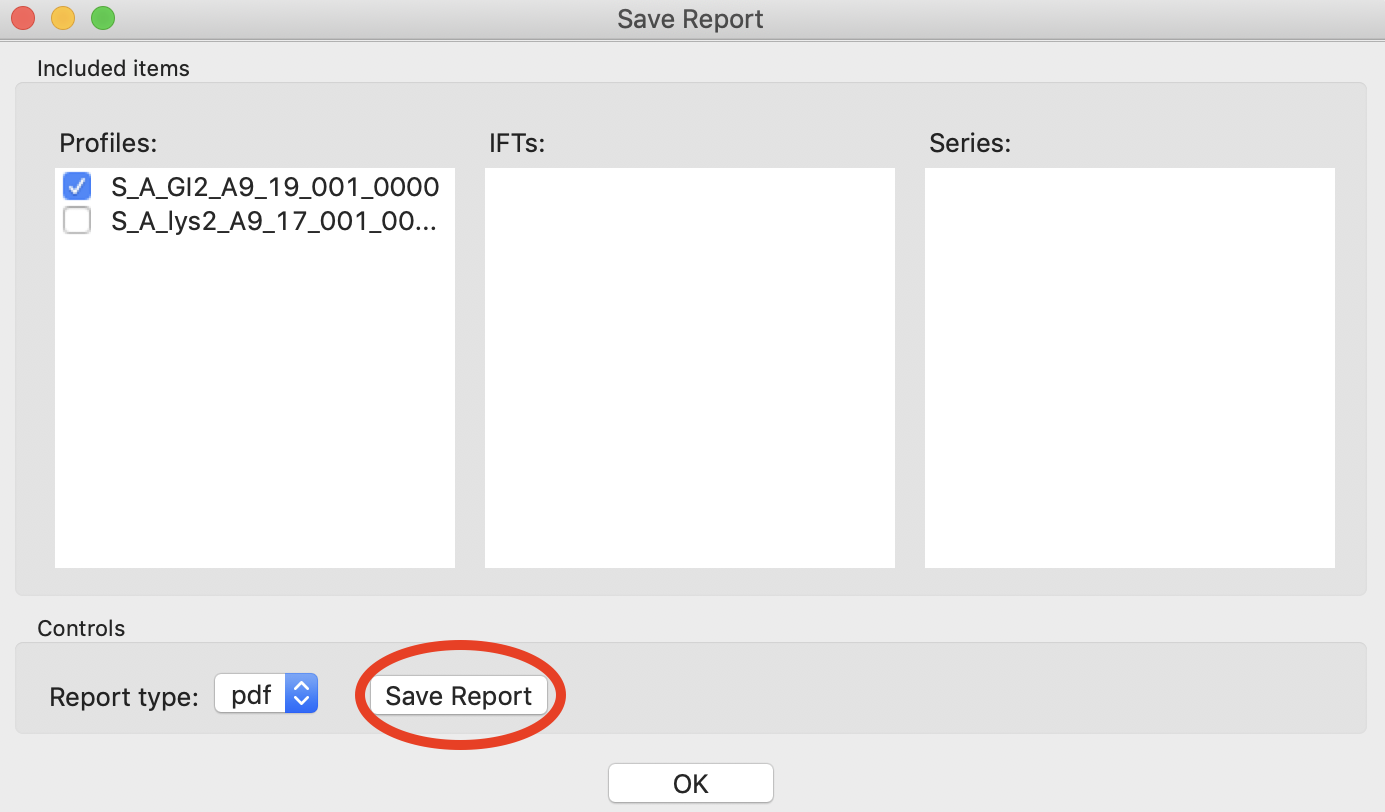 Save Report
Included items
Profiles:
IFTs:
Series:
S_A_GI2_A9_19_001_0000
S_A_lys2_A9_17_001_00...
Controls
Report type:
pdf
Save Report
OK